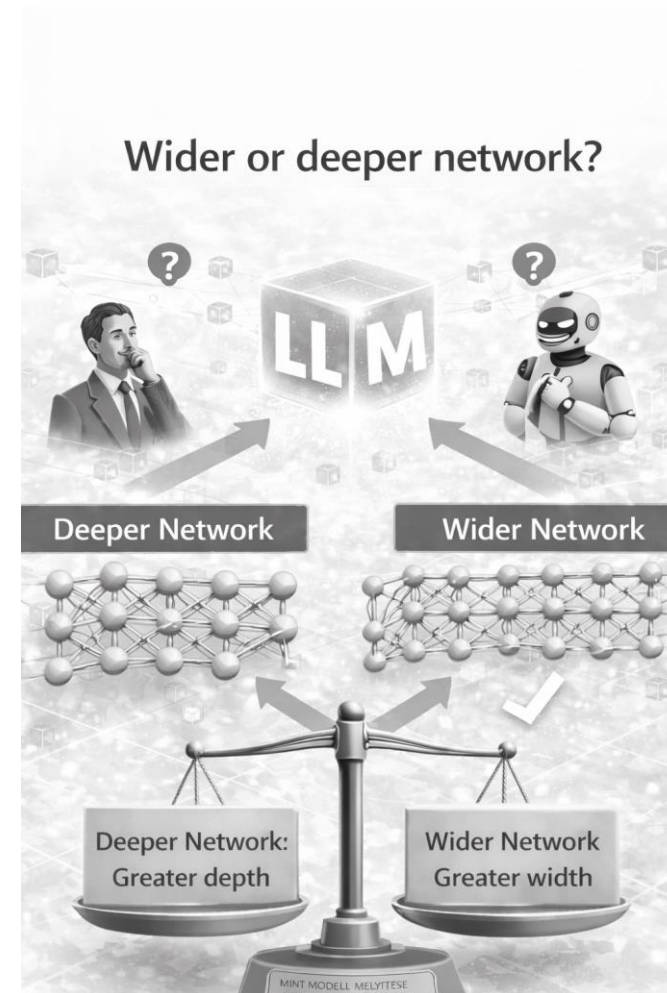 Wider or deeper network?
?
?
LLM
Deeper Network
Wider Network
Deeper Network:
Greater depth
Wider Network
Greater width
MINT MODELL MELYITESE